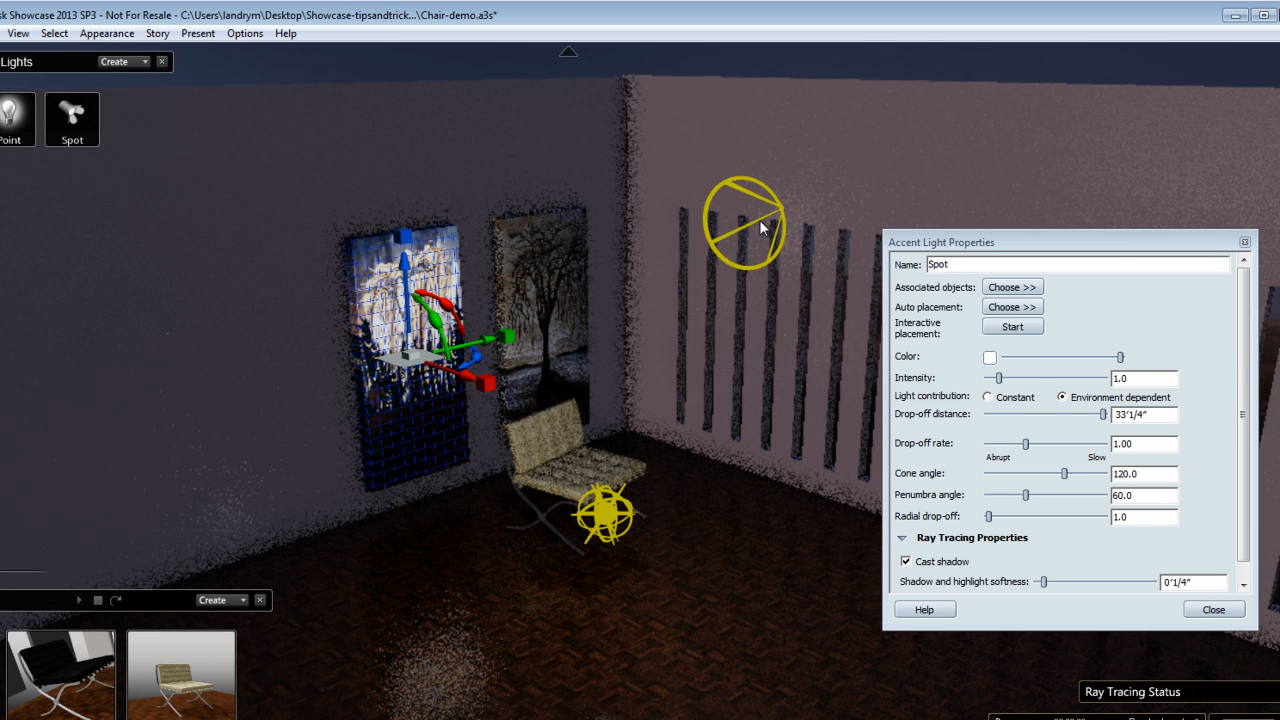 sk Showcase 2013 SP3 - Not For Resale - C:\Users\landrym\Desktop\Showcase-tipsandtrick...\Chair-demo.a3s*
View Select Appearance Story Present Options Help
Lights Create
Point Spot
Accent Light Properties
Name: Spot
Associated objects: Choose >>
Auto placement: Choose >>
Interactive placement: Start
Color:
Intensity: 1.0
Light contribution: Constant Environment dependent
Drop-off distance: 33'1/4"
Drop-off rate: 1.00
Abrupt Slow
Cone angle: 120.0
Penumbra angle: 60.0
Radial drop-off: 1.0
Ray Tracing Properties
Cast shadow
Shadow and highlight softness: 0'1/4"
Help Close
Create
Ray Tracing Status